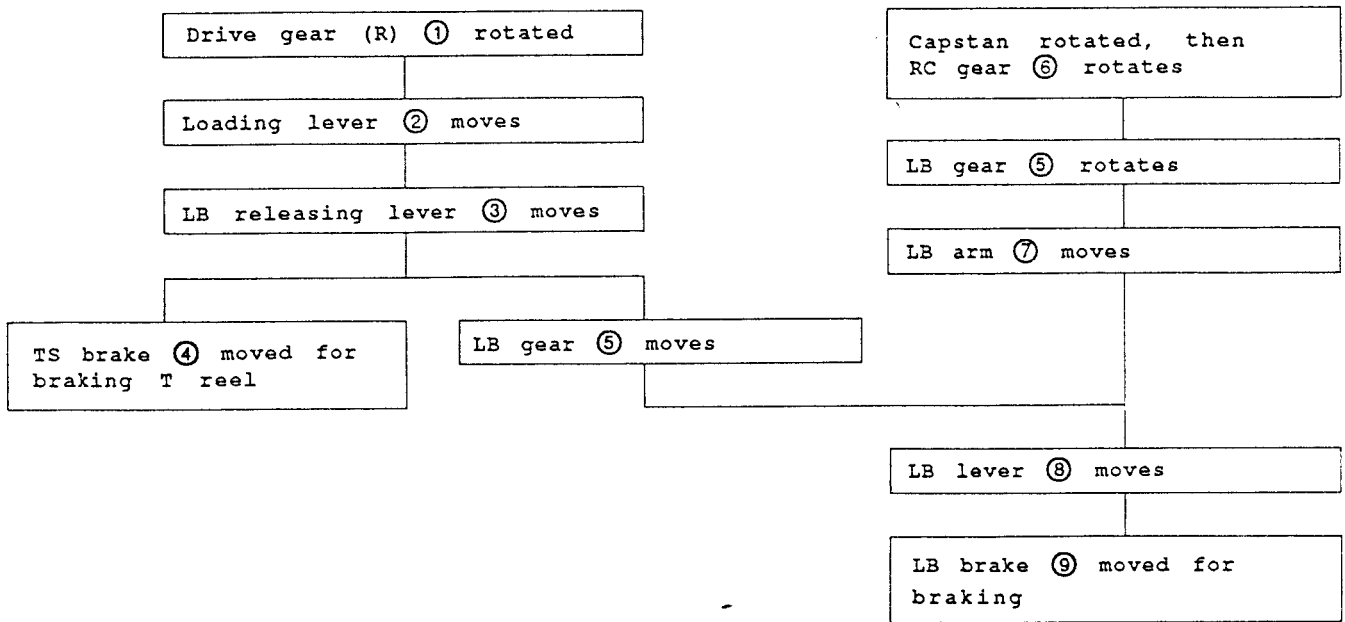 Drive gear (R) ① rotated
Loading lever ② moves
LB releasing lever ③ moves
TS brake ④ moved for
braking T reel
LB gear ⑤ moves
Capstan rotated, then
RC gear ⑥ rotates
LB gear ⑤ rotates
LB arm ⑦ moves
LB lever ⑧ moves
LB brake ⑨ moved for
braking